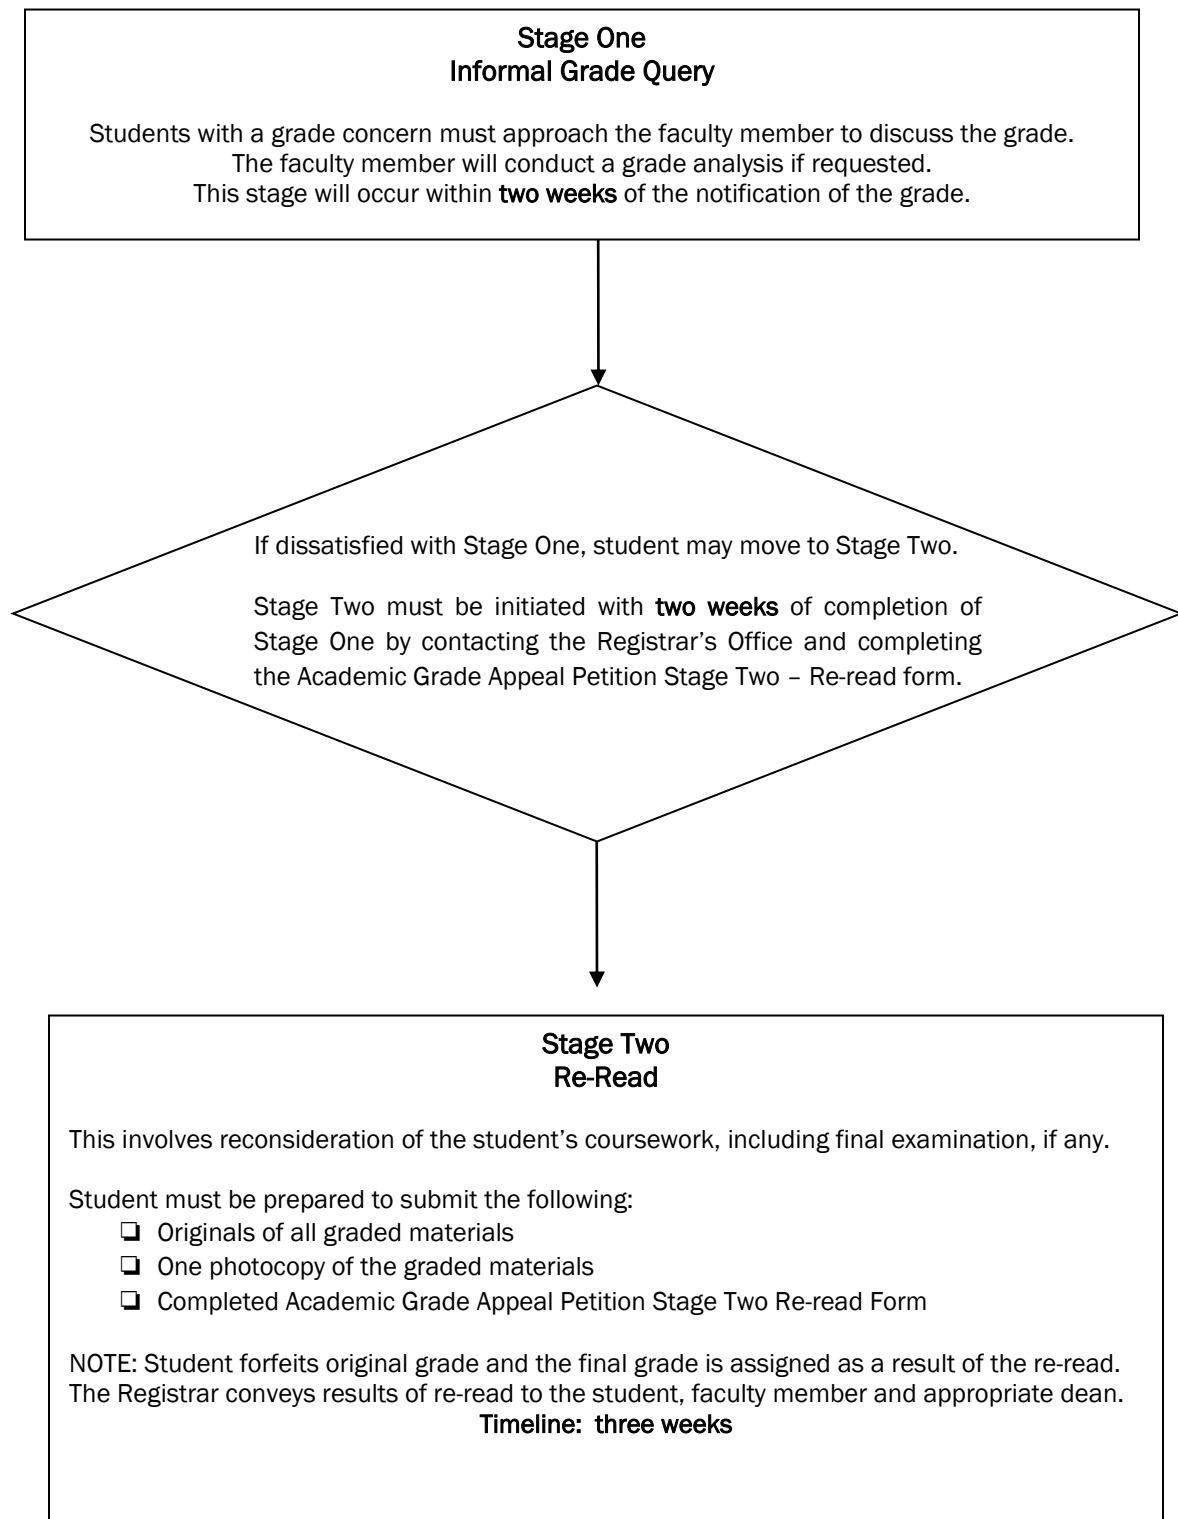 Stage One
Informal Grade Query
Students with a grade concern must approach the faculty member to discuss the grade.
The faculty member will conduct a grade analysis if requested.
This stage will occur within two weeks of the notification of the grade.
If dissatisfied with Stage One, student may move to Stage Two.
Stage Two must be initiated with two weeks of completion of
Stage One by contacting the Registrar’s Office and completing
the Academic Grade Appeal Petition Stage Two – Re-read form.
Stage Two
Re-Read
This involves reconsideration of the student’s coursework, including final examination, if any.
Student must be prepared to submit the following:
❏ Originals of all graded materials
❏ One photocopy of the graded materials
❏ Completed Academic Grade Appeal Petition Stage Two Re-read Form
NOTE: Student forfeits original grade and the final grade is assigned as a result of the re-read.
The Registrar conveys results of re-read to the student, faculty member and appropriate dean.
Timeline:  three weeks